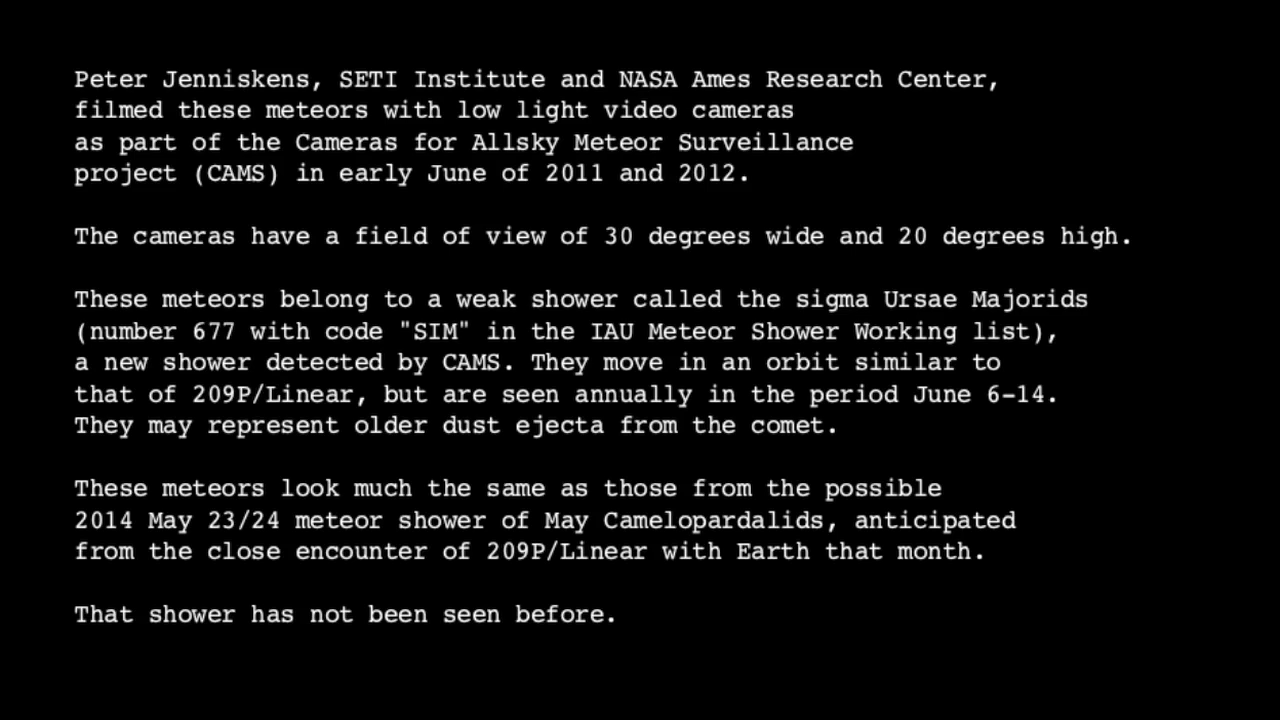 Peter Jenniskens, SETI Institute and NASA Ames Research Center,
filmed these meteors with low light video cameras
as part of the Cameras for Allsky Meteor Surveillance
project (CAMS) in early June of 2011 and 2012.
The cameras have a field of view of 30 degrees wide and 20 degrees high.
These meteors belong to a weak shower called the sigma Ursae Majorids
(number 677 with code "SIM" in the IAU Meteor Shower Working list),
a new shower detected by CAMS. They move in an orbit similar to
that of 209P/Linear, but are seen annually in the period June 6-14.
They may represent older dust ejecta from the comet.
These meteors look much the same as those from the possible
2014 May 23/24 meteor shower of May Camelopardalids, anticipated
from the close encounter of 209P/Linear with Earth that month.
That shower has not been seen before.